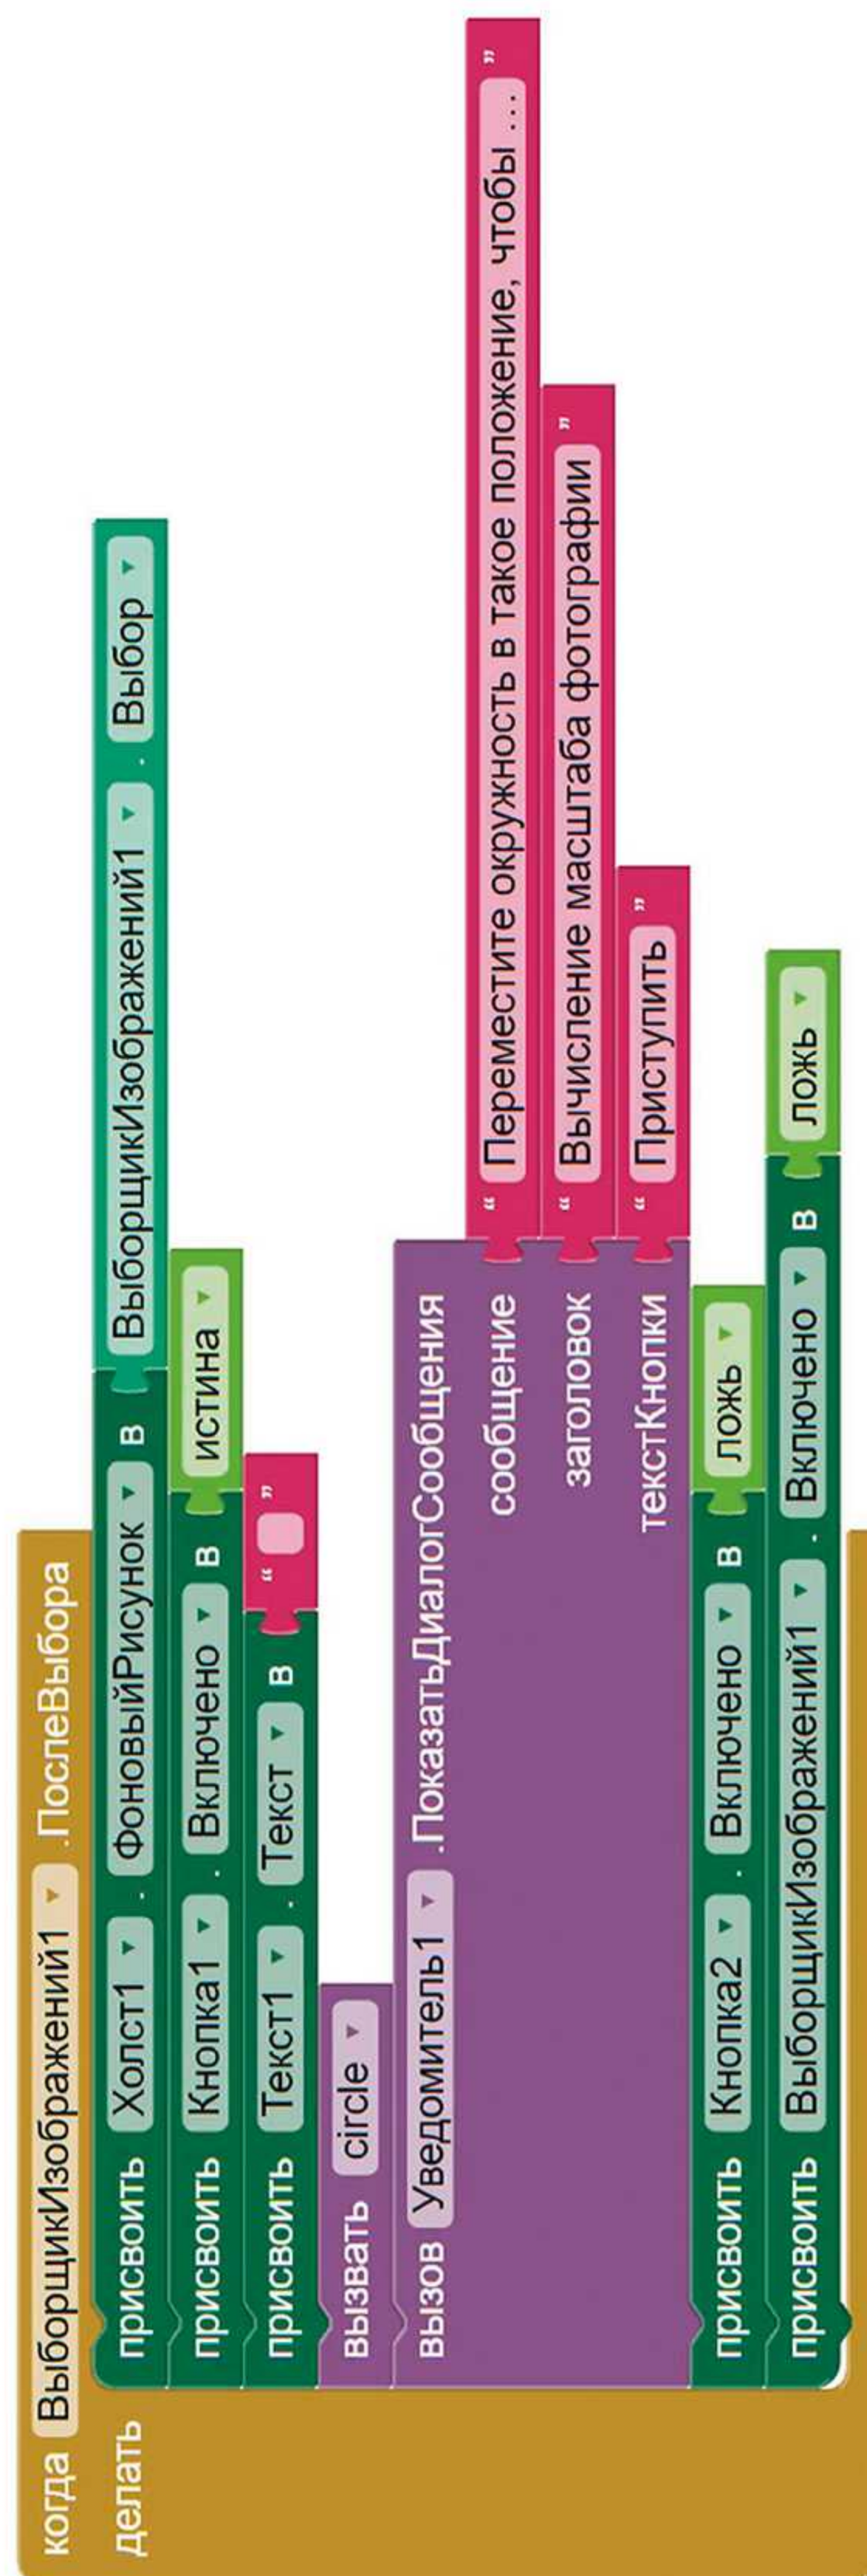 когда ВыборщикИзображений1 .ПослеВыбора
делать присвоить Холст1 . ФоновыйРисунок в ВыборщикИзображений1 . Выбор
присвоить Кнопка1 . Включено в истина
присвоить Текст1 . Текст в “ ”
вызвать circle
вызов Уведомитель1 .ПоказатьДиалогСообщения
сообщение “ Переместите окружность в такое положение, чтобы ... ”
заголовок “ Вычисление масштаба фотографии ”
текстКнопки “ Приступить ”
присвоить Кнопка2 . Включено в ложь
присвоить ВыборщикИзображений1 . Включено в ложь